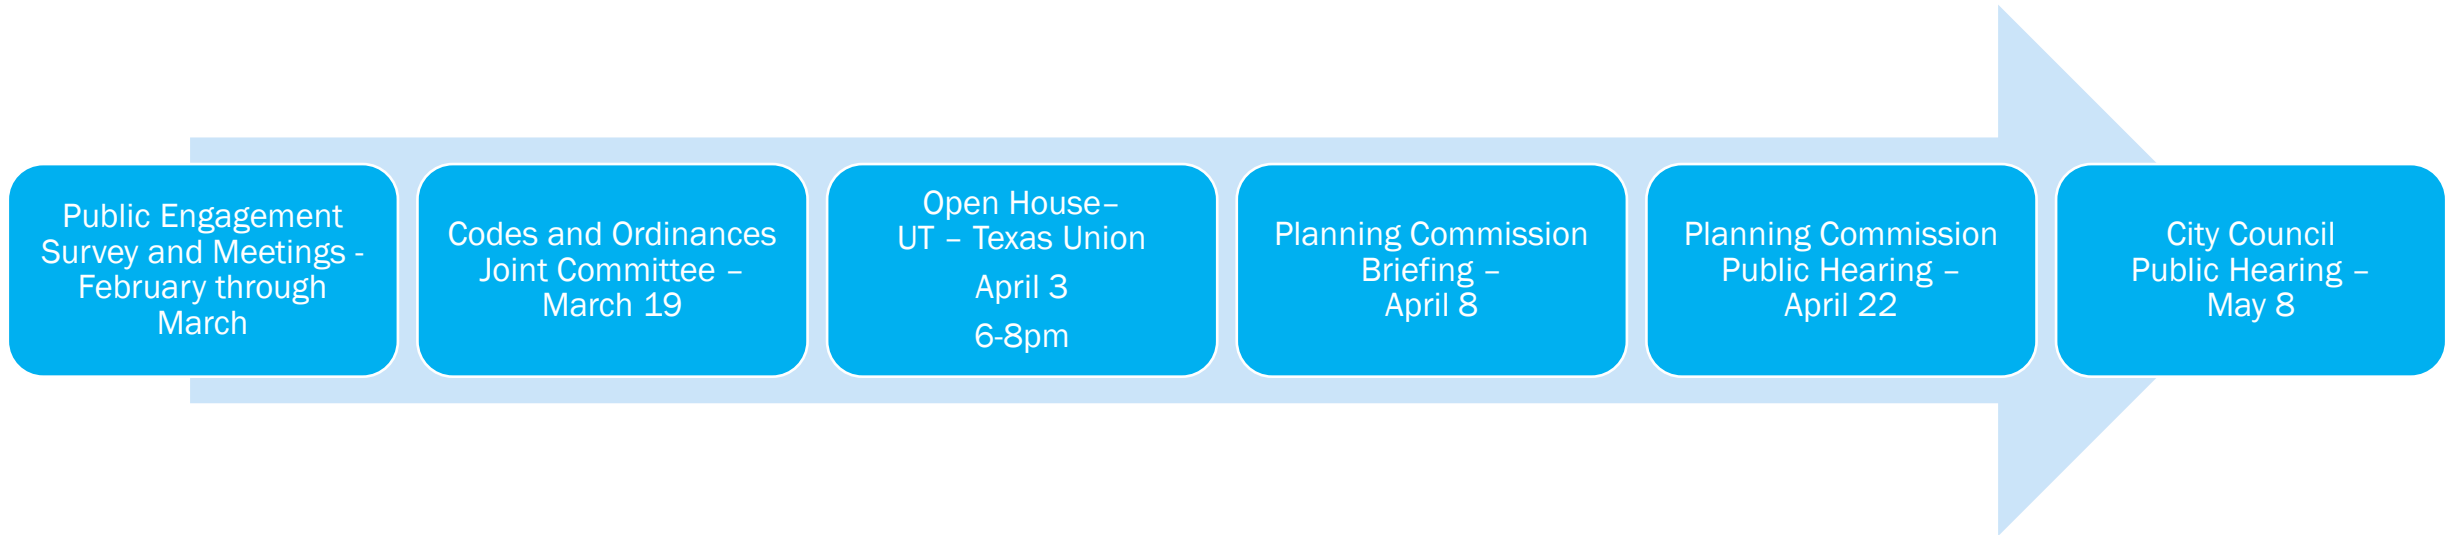 Public Engagement
Survey and Meetings -
February through
March
Codes and Ordinances
Joint Committee –
March 19
Open House–
UT – Texas Union
April 3
6-8pm
Planning Commission
Briefing –
April 8
Planning Commission
Public Hearing –
April 22
City Council
Public Hearing –
May 8